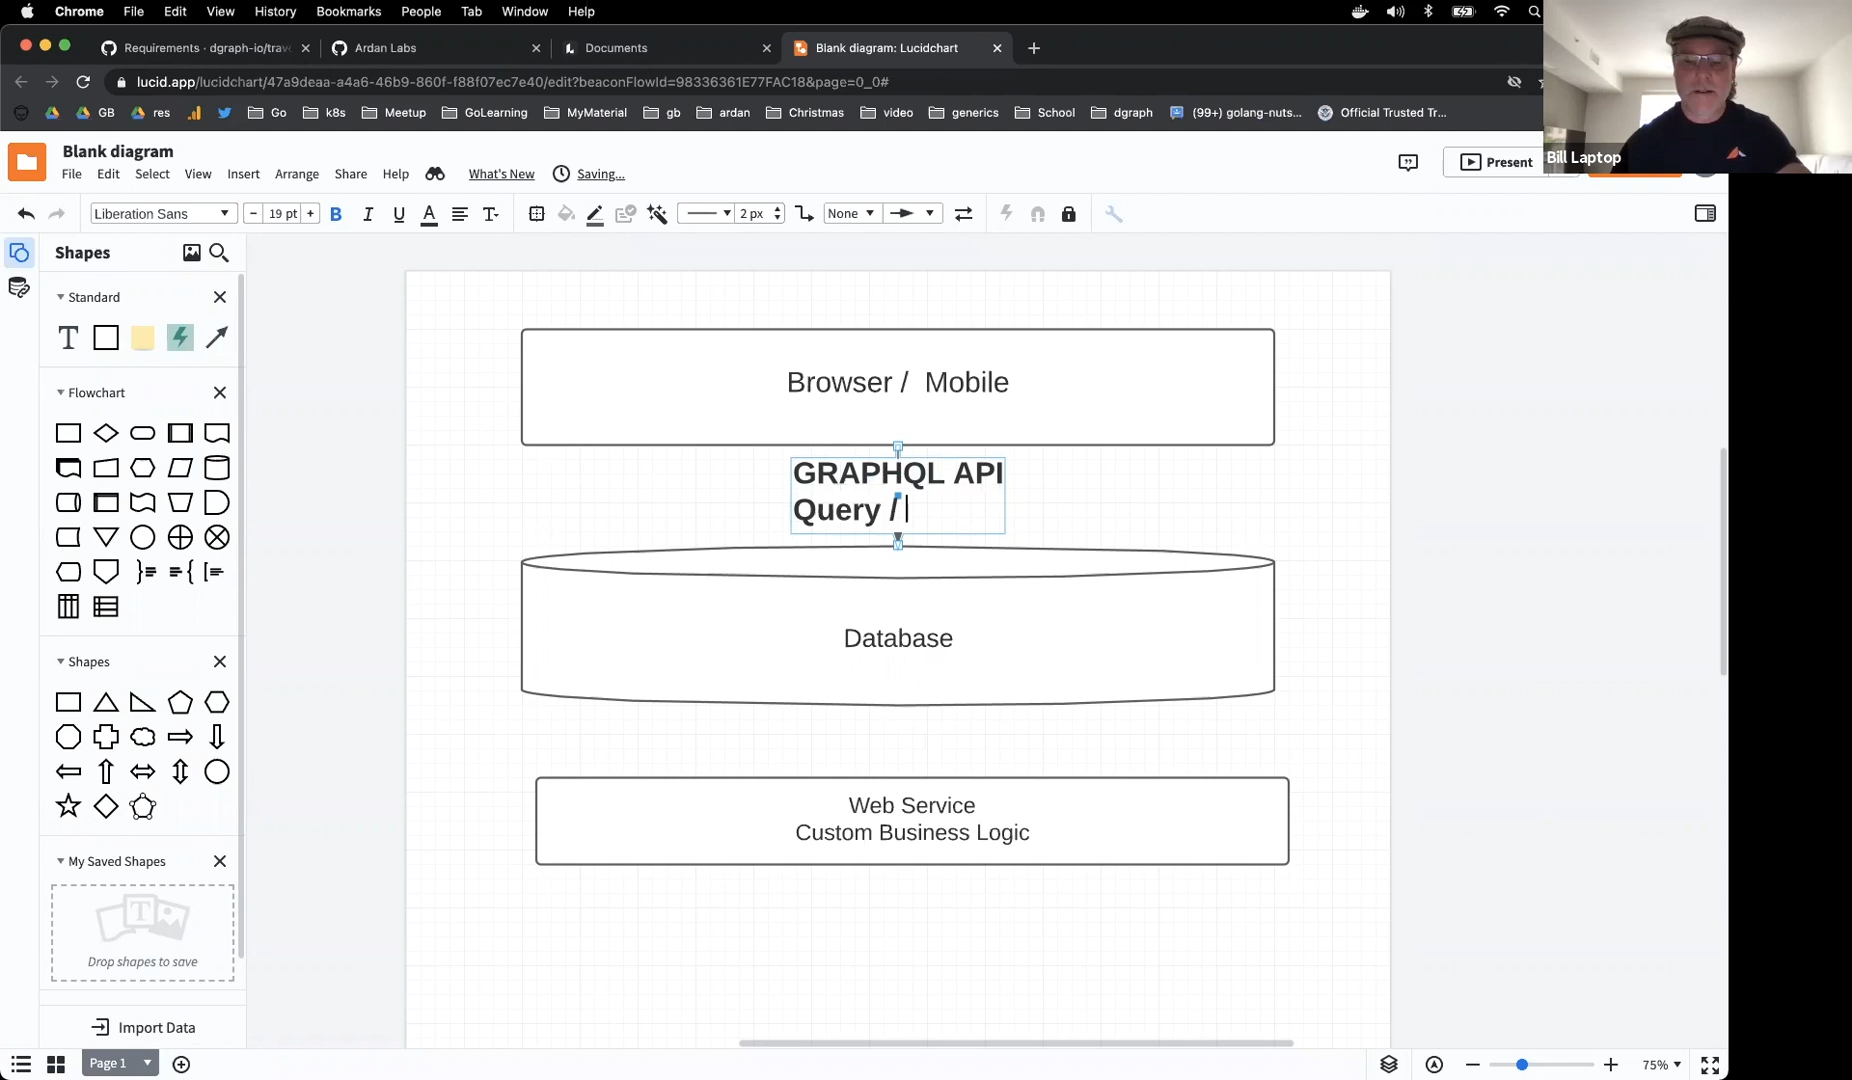 Chrome File Edit View History Bookmarks People Tab Window Help
Requirements · dgraph-io/trave
Ardan Labs
Documents
Blank diagram: Lucidchart
lucid.app/lucidchart/47a9deaa-a4a6-46b9-860f-f88f07ec7e40/edit?beaconFlowId=98336361E77FAC18&page=0_0#
GB res Go k8s Meetup GoLearning MyMaterial gb ardan Christmas video generics School dgraph (99+) golang-nuts... Official Trusted Tr...
Bill Laptop
Blank diagram
File Edit Select View Insert Arrange Share Help What's New Saving...
Present
Liberation Sans 19 pt B I U A T 2 px None
Shapes
Standard
T
Flowchart
Shapes
My Saved Shapes
T
Drop shapes to save
Import Data
Browser /  Mobile
GRAPHQL API
Query /
Database
Web Service
Custom Business Logic
Page 1
75%